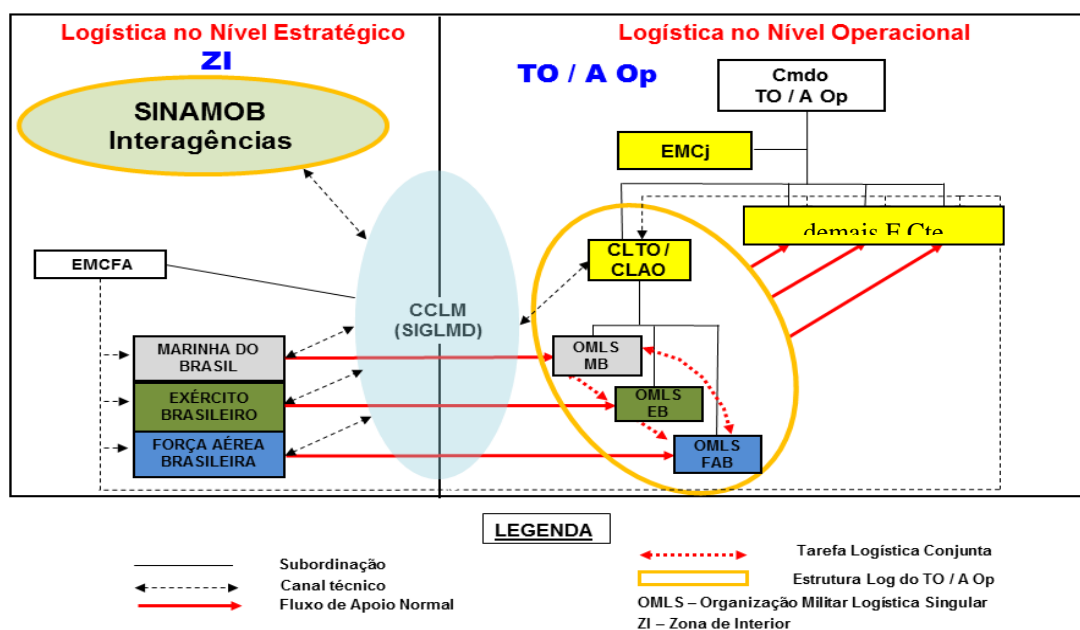 Logística no Nível Estratégico
ZI
SINAMOB
Interagências
EMCFA
CCLM
(SIGLMD)
MARINHA DO
BRASIL
EXÉRCITO
BRASILEIRO
FORÇA AÉREA
BRASILEIRA
Logística no Nível Operacional
TO / A Op
Cmdo
TO / A Op
EMCj
demais F Cte
CLTO /
CLAO
OMLS
MB
OMLS
EB
OMLS
FAB
LEGENDA
Subordinação
Canal técnico
Fluxo de Apoio Normal
Tarefa Logística Conjunta
Estrutura Log do TO / A Op
OMLS – Organização Militar Logística Singular
ZI – Zona de Interior